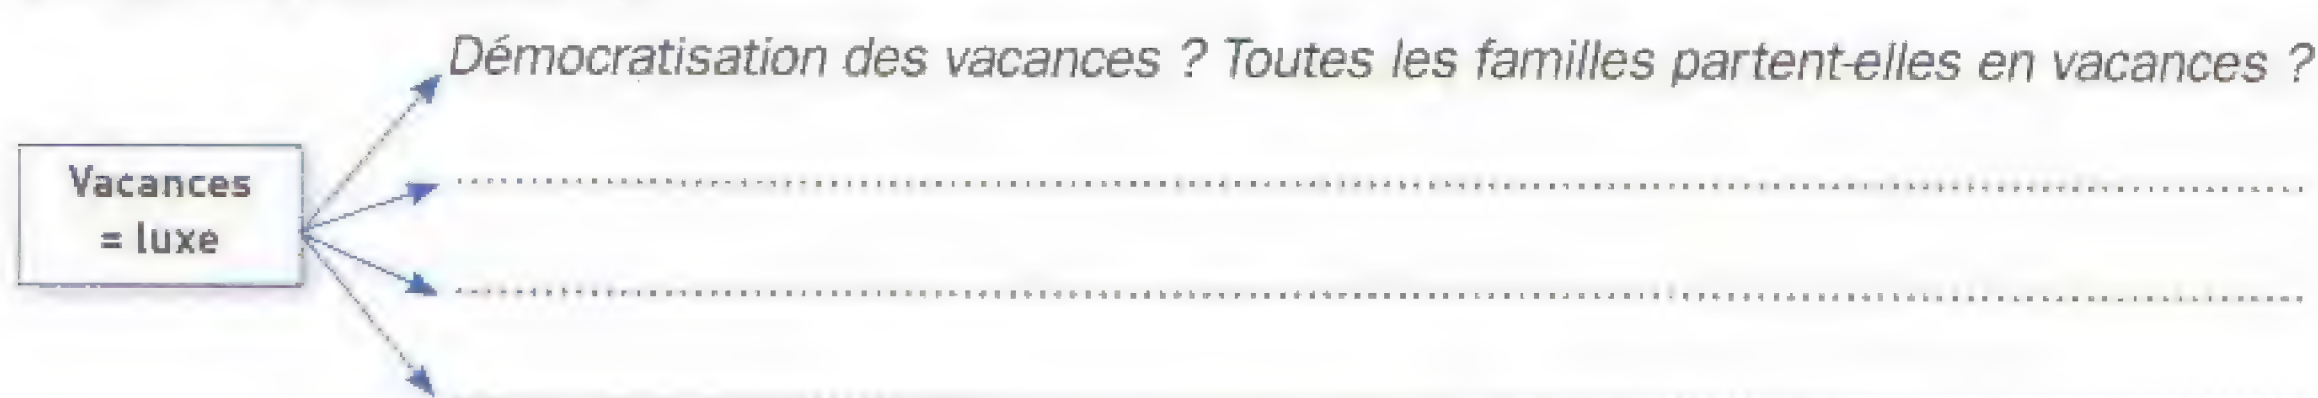 Démocratisation des vacances ? Toutes les familles partent-elles en vacances ?
Vacances
= luxe